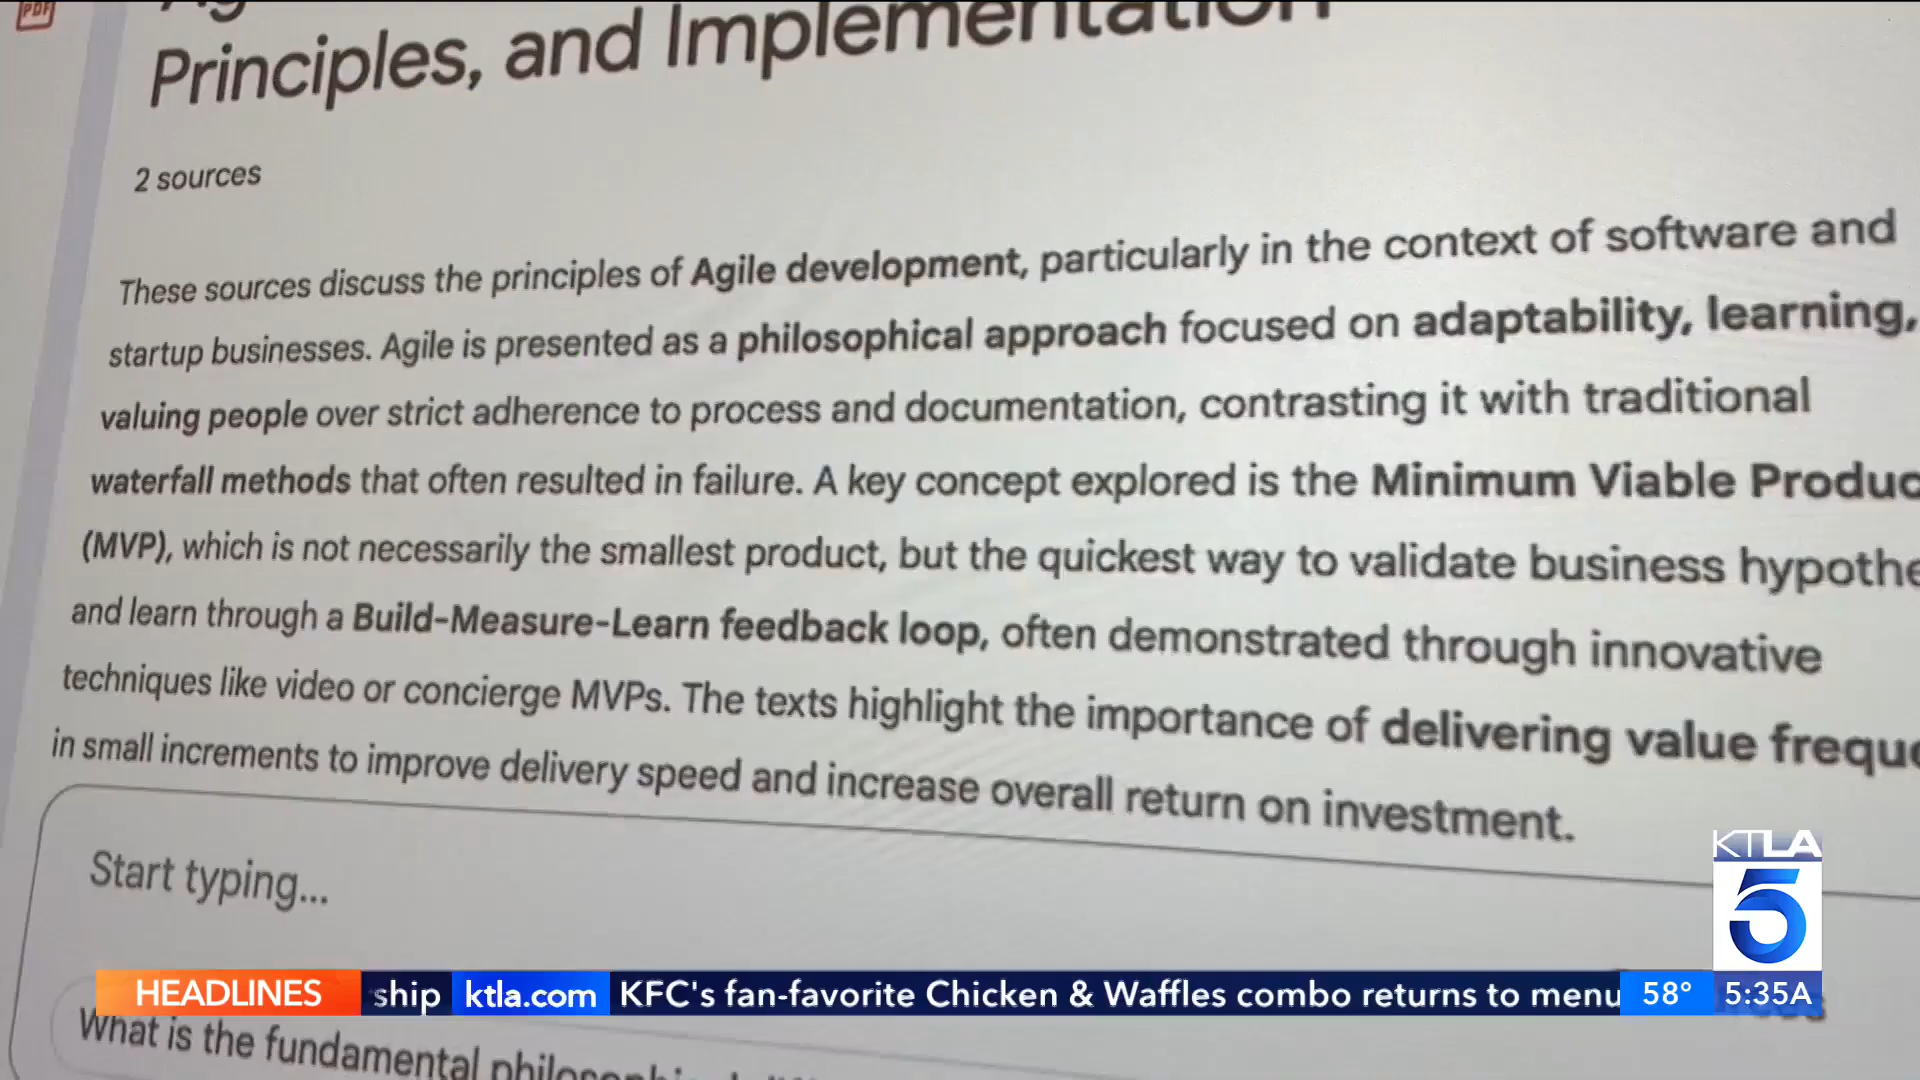 PDF
Principles, and Implementation
2 sources
These sources discuss the principles of Agile development, particularly in the context of software and
startup businesses. Agile is presented as a philosophical approach focused on adaptability, learning,
valuing people over strict adherence to process and documentation, contrasting it with traditional
waterfall methods that often resulted in failure. A key concept explored is the Minimum Viable Produc
(MVP), which is not necessarily the smallest product, but the quickest way to validate business hypothe
and learn through a Build-Measure-Learn feedback loop, often demonstrated through innovative
techniques like video or concierge MVPs. The texts highlight the importance of delivering value freque
in small increments to improve delivery speed and increase overall return on investment.
Start typing...
KTLA
5
HEADLINES ship ktla.com KFC's fan-favorite Chicken & Waffles combo returns to menu 58° 5:35A
What is the fundamental